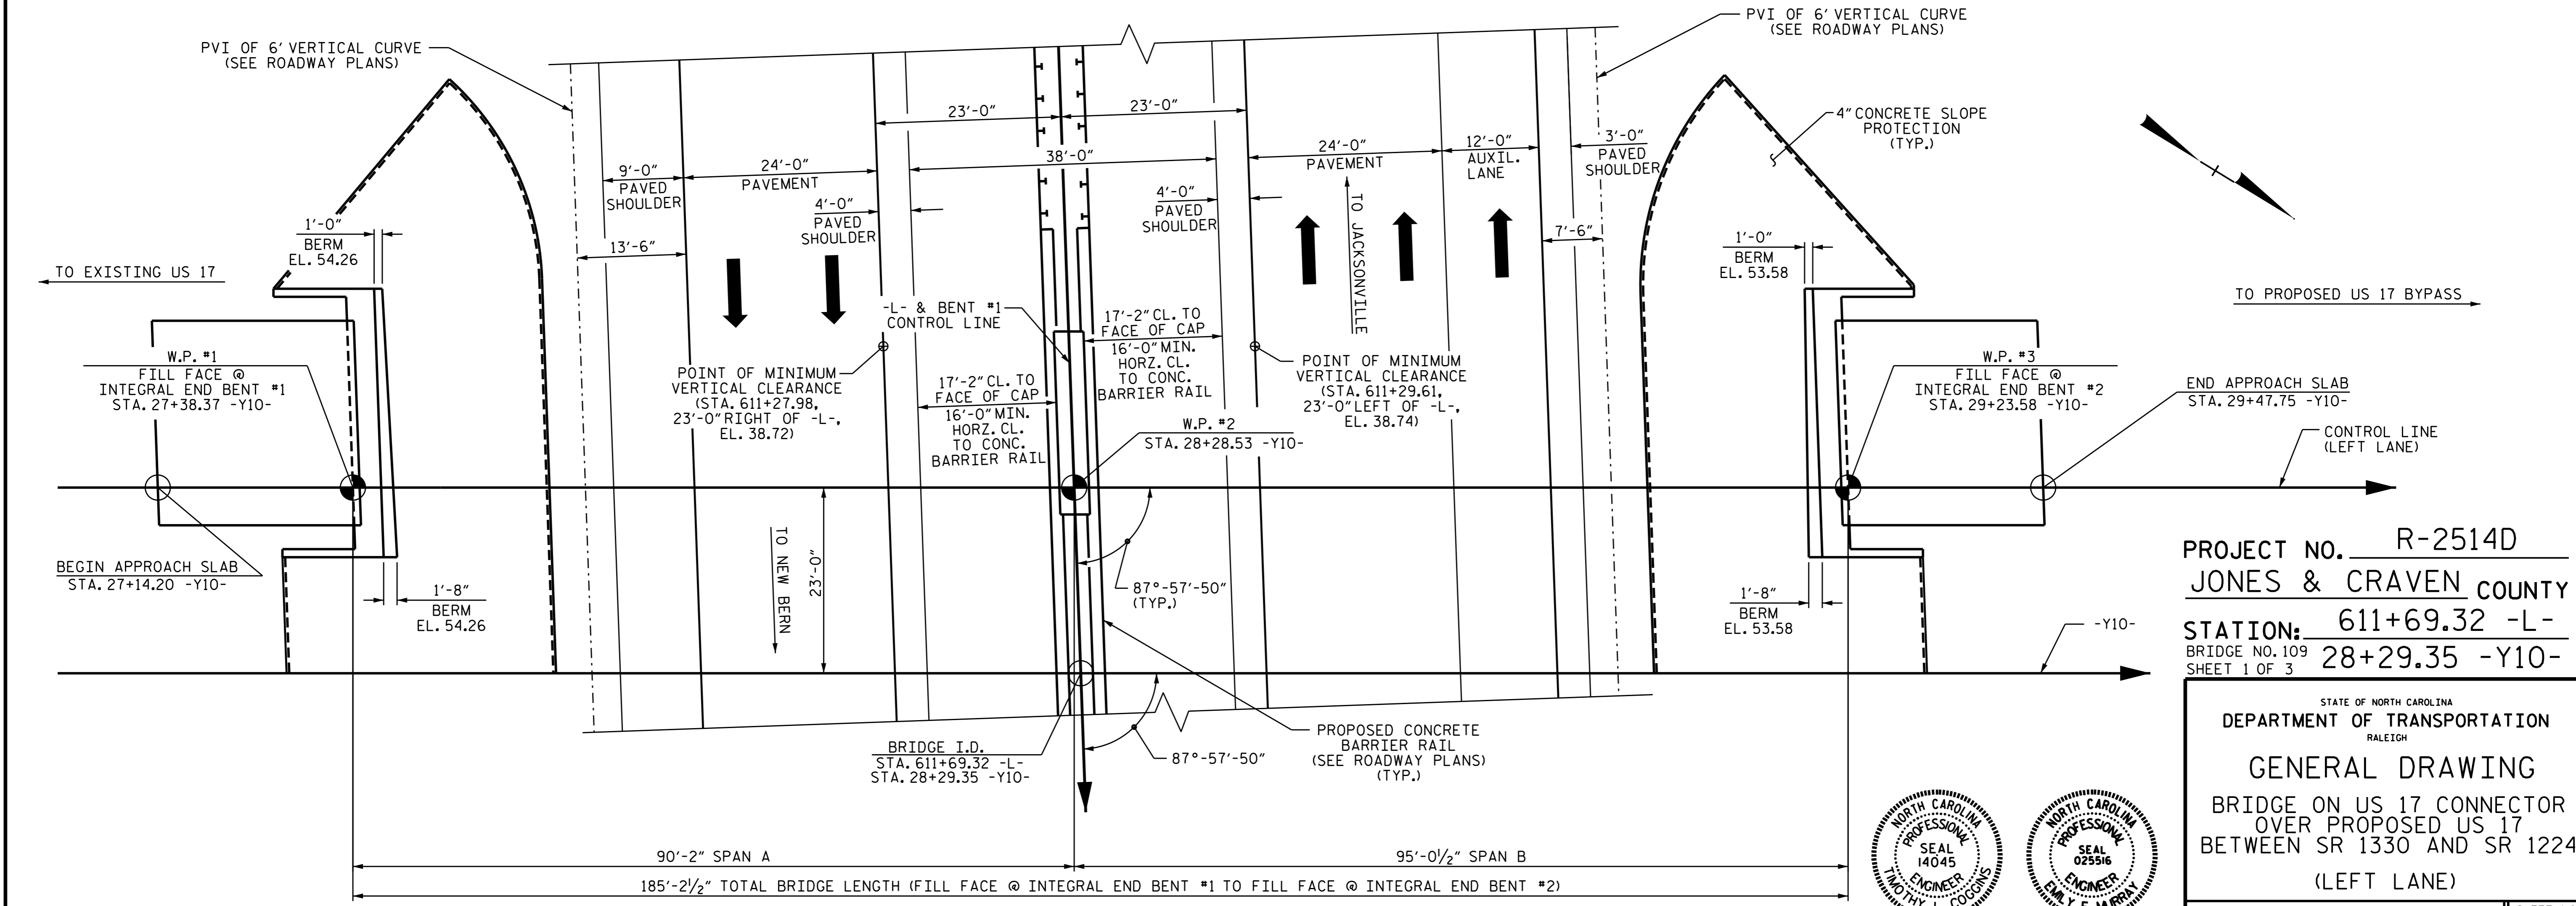 PVI OF 6' VERTICAL CURVE
(SEE ROADWAY PLANS)
PVI OF 6' VERTICAL CURVE
(SEE ROADWAY PLANS)
4" CONCRETE SLOPE
PROTECTION
(TYP.)
23'-0"
23'-0"
38'-0"
9'-0"
PAVED
SHOULDER
24'-0"
PAVEMENT
4'-0"
PAVED
SHOULDER
4'-0"
PAVED
SHOULDER
24'-0"
PAVEMENT
12'-0"
AUXIL.
LANE
3'-0"
PAVED
SHOULDER
13'-6"
7'-6"
TO JACKSONVILLE
1'-0"
BERM
EL. 54.26
1'-0"
BERM
EL. 53.58
TO EXISTING US 17
TO PROPOSED US 17 BYPASS
-L- & BENT #1
CONTROL LINE
17'-2" CL. TO
FACE OF CAP
16'-0" MIN.
HORZ. CL.
TO CONC.
BARRIER RAIL
17'-2" CL. TO
FACE OF CAP
16'-0" MIN.
HORZ. CL.
TO CONC.
BARRIER RAIL
POINT OF MINIMUM
VERTICAL CLEARANCE
(STA. 611+27.98,
23'-0" RIGHT OF -L-,
EL. 38.72)
POINT OF MINIMUM
VERTICAL CLEARANCE
(STA. 611+29.61,
23'-0" LEFT OF -L-,
EL. 38.74)
W.P. #1
FILL FACE @
INTEGRAL END BENT #1
STA. 27+38.37 -Y10-
W.P. #2
STA. 28+28.53 -Y10-
W.P. #3
FILL FACE @
INTEGRAL END BENT #2
STA. 29+23.58 -Y10-
END APPROACH SLAB
STA. 29+47.75 -Y10-
CONTROL LINE
(LEFT LANE)
BEGIN APPROACH SLAB
STA. 27+14.20 -Y10-
1'-8"
BERM
EL. 54.26
TO NEW BERN
23'-0"
87°-57'-50"
(TYP.)
1'-8"
BERM
EL. 53.58
-Y10-
BRIDGE I.D.
STA. 611+69.32 -L-
STA. 28+29.35 -Y10-
87°-57'-50"
PROPOSED CONCRETE
BARRIER RAIL
(SEE ROADWAY PLANS)
(TYP.)
90'-2" SPAN A
95'-0½" SPAN B
185'-2½" TOTAL BRIDGE LENGTH (FILL FACE @ INTEGRAL END BENT #1 TO FILL FACE @ INTEGRAL END BENT #2)
PROJECT NO. R-2514D
JONES & CRAVEN COUNTY
STATION: 611+69.32 -L-
BRIDGE NO. 109
SHEET 1 OF 3
28+29.35 -Y10-
STATE OF NORTH CAROLINA
DEPARTMENT OF TRANSPORTATION
RALEIGH
GENERAL DRAWING
BRIDGE ON US 17 CONNECTOR
OVER PROPOSED US 17
BETWEEN SR 1330 AND SR 1224
(LEFT LANE)
NORTH CAROLINA
PROFESSIONAL
SEAL
14045
ENGINEER
TIMOTHY L. COGGINS
NORTH CAROLINA
PROFESSIONAL
SEAL
025516
ENGINEER